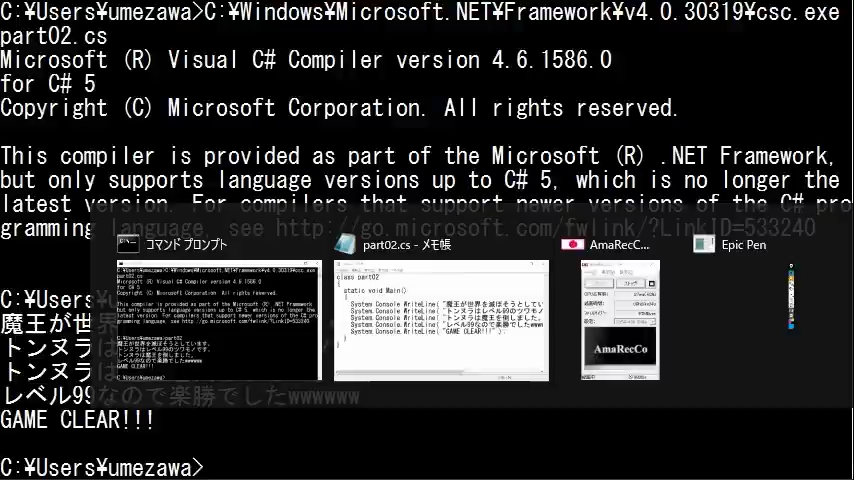 C:\Users\umezawa>C:\Windows\Microsoft.NET\Framework\v4.0.30319\csc.exe
part02.cs
Microsoft (R) Visual C# Compiler version 4.6.1586.0
for C# 5
Copyright (C) Microsoft Corporation. All rights reserved.
This compiler is provided as part of the Microsoft (R) .NET Framework,
but only supports language versions up to C# 5, which is no longer the
latest version. For compilers that support newer versions of the C# pro
gramming language, see http://go.microsoft.com/fwlink/?LinkID=533240
コマンド プロンプト
part02.cs - メモ帳
AmaRecC...
Epic Pen
class part02
{
static void Main()
{
System.Console.WriteLine( "魔王が世界を滅ぼそうとしてい
System.Console.WriteLine( "トンヌラはレベル99のツワモノ
System.Console.WriteLine( "トンヌラは魔王を倒しました。
System.Console.WriteLine( "レベル99なので楽勝でしたwwww
System.Console.WriteLine( "GAME CLEAR!!!" );
}
}
AmaRecCo
C:\Users\u
魔王が世界
トンヌラは
トンヌラは
レベル99なので楽勝でしたwwwwww
GAME CLEAR!!!
C:\Users\umezawa>